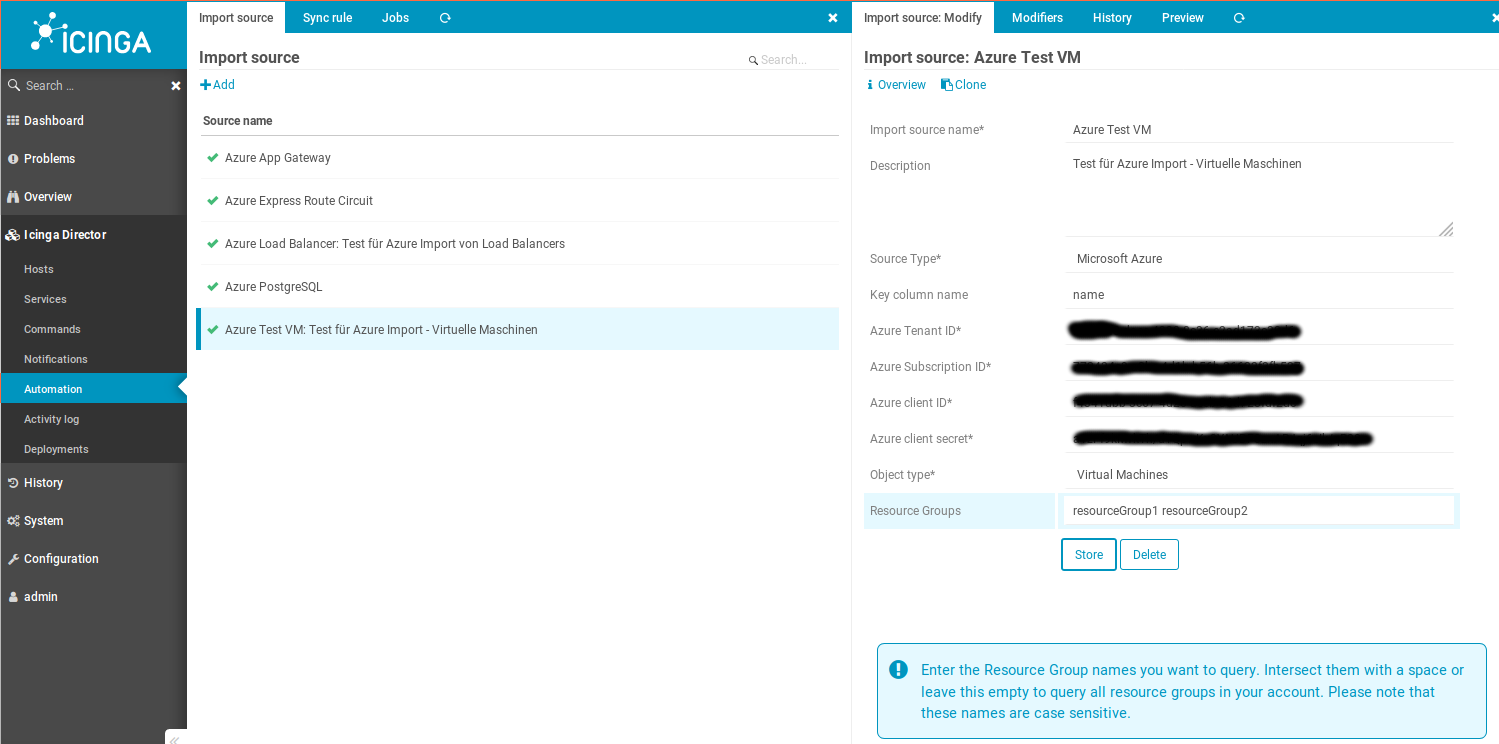 ICINGA
Search ...
Dashboard
Problems
Overview
Icinga Director
Hosts
Services
Commands
Notifications
Automation
Activity log
Deployments
History
System
Configuration
admin
Import source Sync rule Jobs
Import source
Search...
Add
Source name
Azure App Gateway
Azure Express Route Circuit
Azure Load Balancer: Test für Azure Import von Load Balancers
Azure PostgreSQL
Azure Test VM: Test für Azure Import - Virtuelle Maschinen
Import source: Modify Modifiers History Preview
Import source: Azure Test VM
Overview Clone
Import source name* Azure Test VM
Description Test für Azure Import - Virtuelle Maschinen
Source Type* Microsoft Azure
Key column name name
Azure Tenant ID*
Azure Subscription ID*
Azure client ID*
Azure client secret*
Object type* Virtual Machines
Resource Groups resourceGroup1 resourceGroup2
Store Delete
Enter the Resource Group names you want to query. Intersect them with a space or
leave this empty to query all resource groups in your account. Please note that
these names are case sensitive.